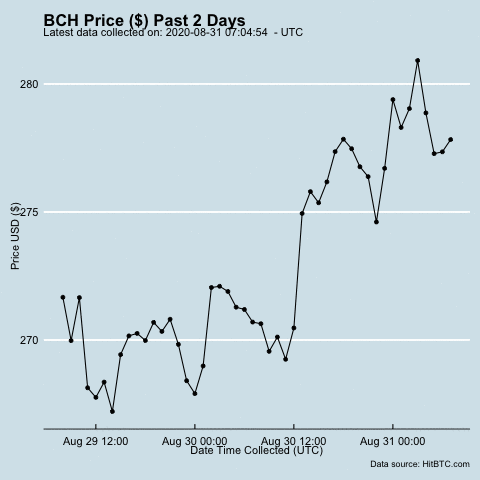 BCH Price ($) Past 2 Days
Latest data collected on: 2020-08-31 07:04:54 - UTC
280
275
270
Price USD ($)
Aug 29 12:00
Aug 30 00:00
Aug 30 12:00
Aug 31 00:00
Date Time Collected (UTC)
Data source: HitBTC.com